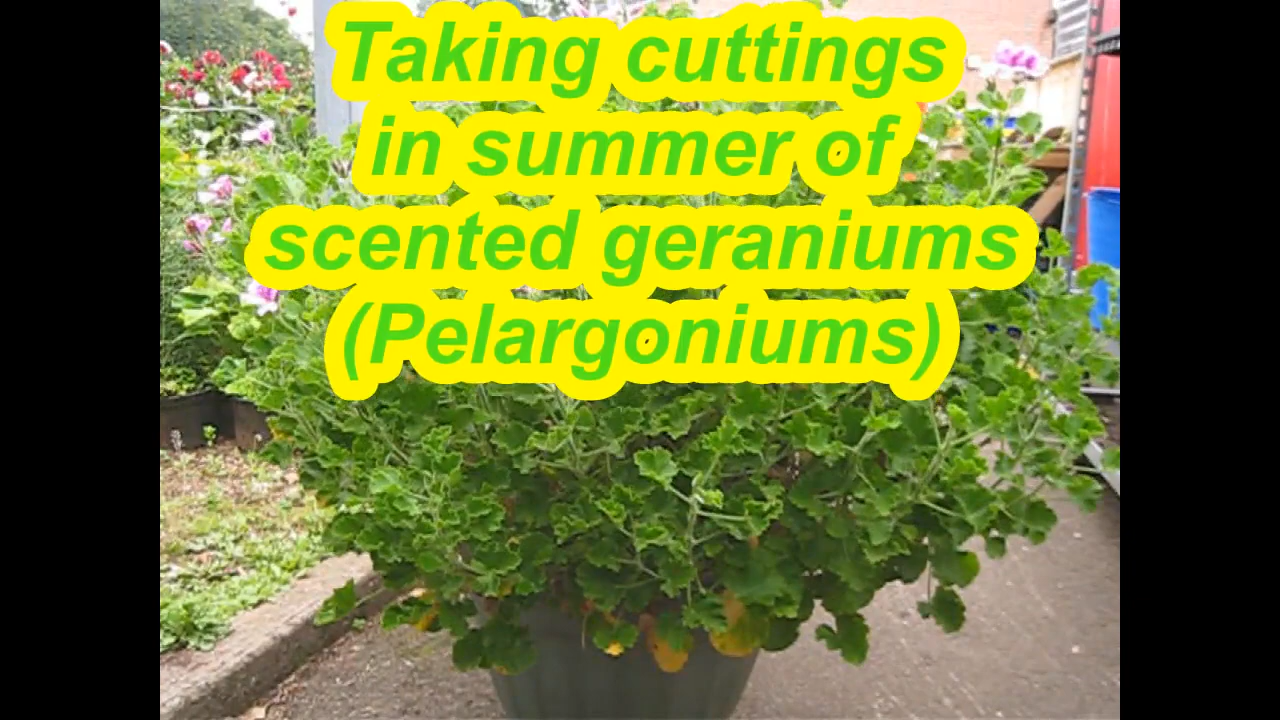 Taking cuttings
in summer of
scented geraniums
(Pelargoniums)